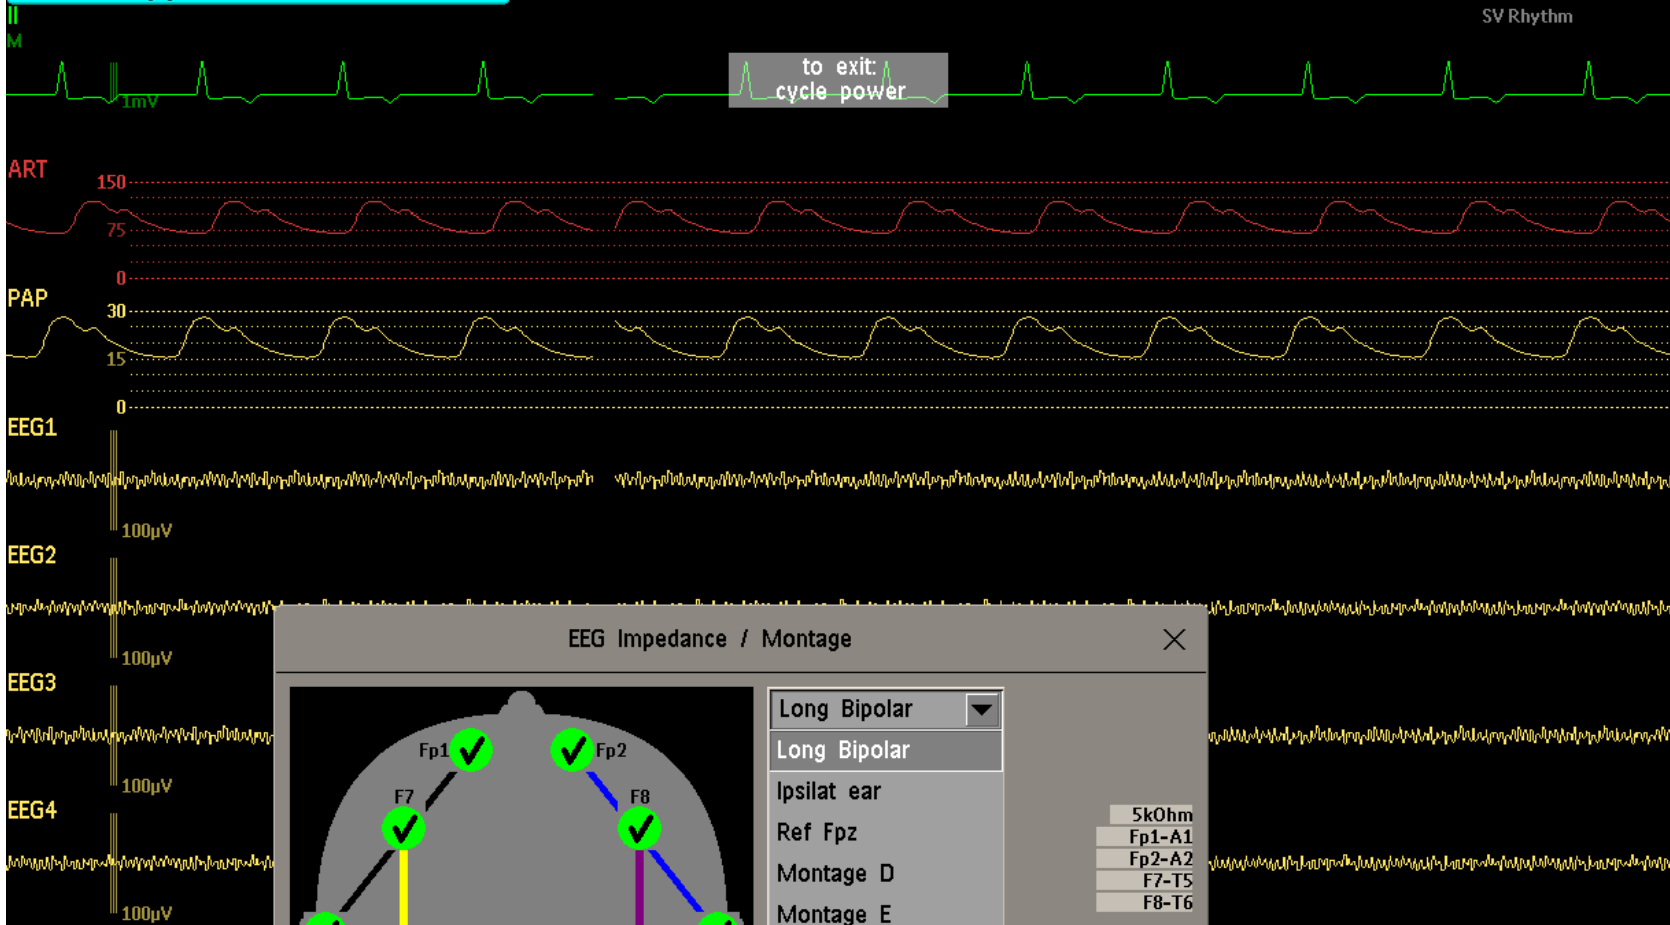 II
SV Rhythm
M
to exit:
cycle power
1mV
ART
150
75
0
PAP
30
15
0
EEG1
100μV
EEG2
100μV
EEG Impedance / Montage
EEG3
100μV
Long Bipolar
Fp1
Fp2
Long Bipolar
F7
F8
Ipsilat ear
EEG4
5kOhm
Ref Fpz
Fp1-A1
Fp2-A2
Montage D
F7-T5
F8-T6
Montage E
100μV